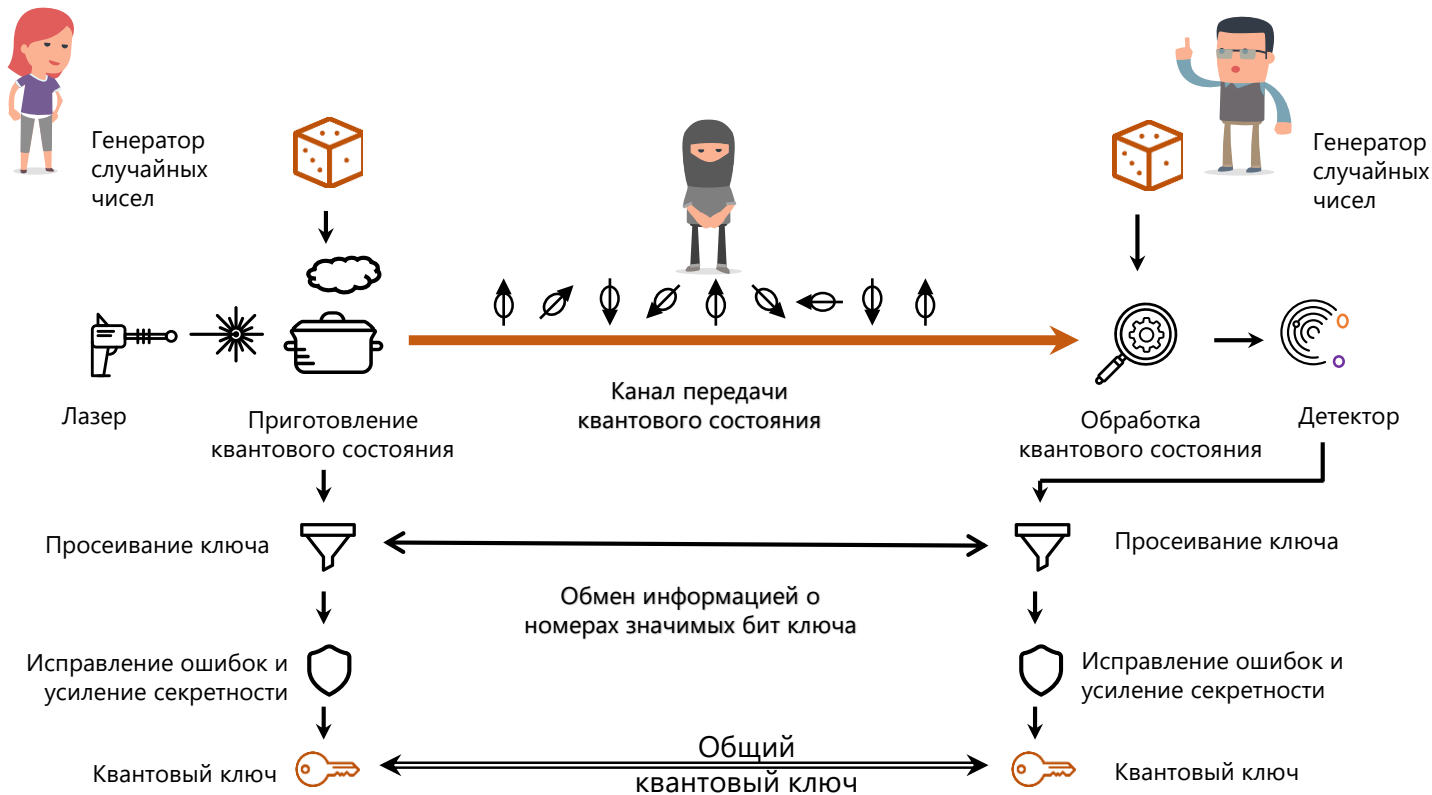 Генератор
случайных
чисел
Генератор
случайных
чисел
Лазер
Приготовление
квантового состояния
Канал передачи
квантового состояния
Обработка
квантового состояния
Детектор
Просеивание ключа
Просеивание ключа
Обмен информацией о
номерах значимых бит ключа
Исправление ошибок и
усиление секретности
Исправление ошибок и
усиление секретности
Квантовый ключ
Общий
квантовый ключ
Квантовый ключ